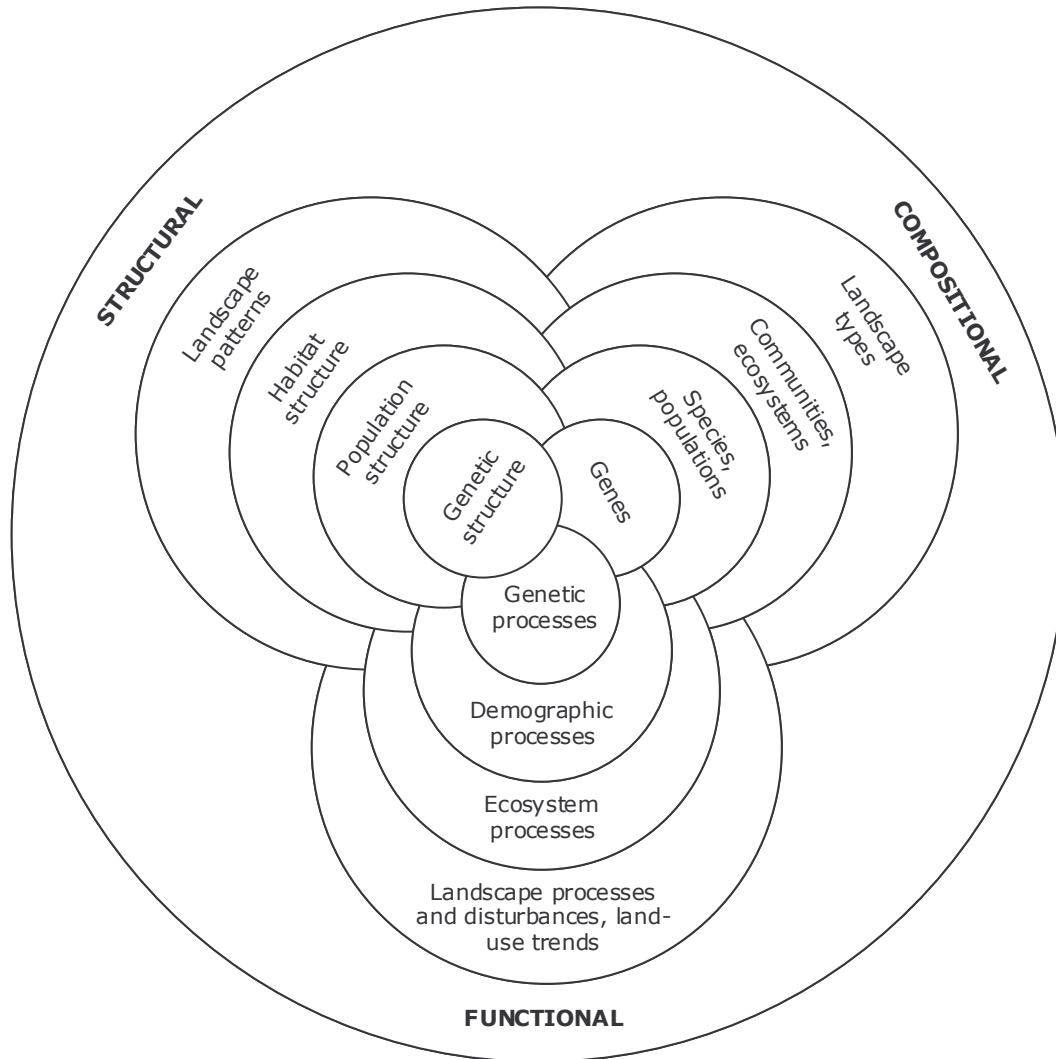 STRUCTURAL
Landscape
patterns
Habitat
structure
Population
structure
Genetic
structure
COMPOSITIONAL
Landscape
types
Communities,
ecosystems
Species,
populations
Genes
Genetic
processes
Demographic
processes
Ecosystem
processes
Landscape processes
and disturbances, land-
use trends
FUNCTIONAL